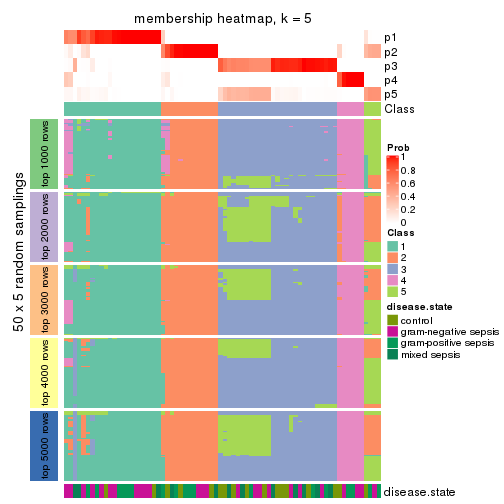 membership heatmap, k = 5
p1
p2
p3
p4
p5
Class
50 x 5 random samplings
top 1000 rows
top 2000 rows
top 3000 rows
top 4000 rows
top 5000 rows
Prob
1
0.8
0.6
0.4
0.2
0
Class
1
2
3
4
5
disease.state
control
gram-negative sepsis
gram-positive sepsis
mixed sepsis
disease.state